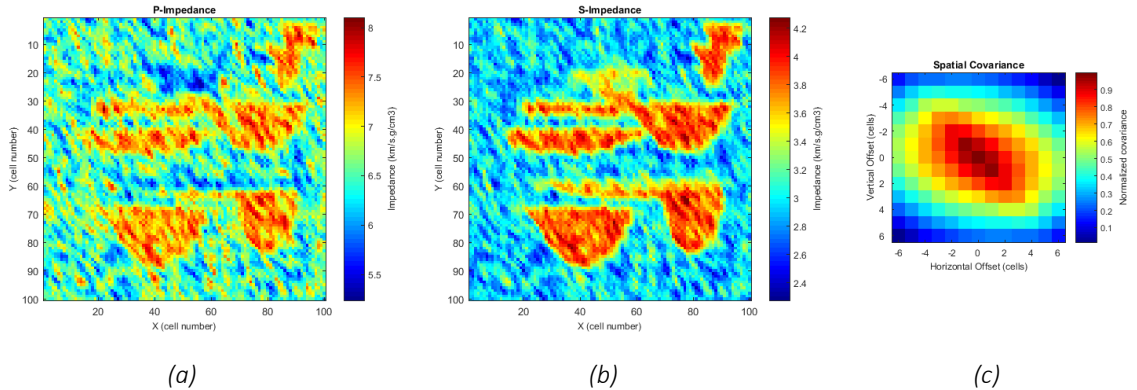 P-Impedance
10
20
30
40
50
60
70
80
90
100
Y (cell number)
20 40 60 80 100
X (cell number)
8
7.5
7
6.5
6
5.5
Impedance (km/s.g/cm3)
(a)
S-Impedance
10
20
30
40
50
60
70
80
90
100
Y (cell number)
20 40 60 80 100
X (cell number)
4.2
4
3.8
3.6
3.4
3.2
3
2.8
2.6
2.4
Impedance (km/s.g/cm3)
(b)
Spatial Covariance
-6
-4
-2
0
2
4
6
Vertical Offset (cells)
-6 -4 -2 0 2 4 6
Horizontal Offset (cells)
0.9
0.8
0.7
0.6
0.5
0.4
0.3
0.2
0.1
Normalized covariance
(c)